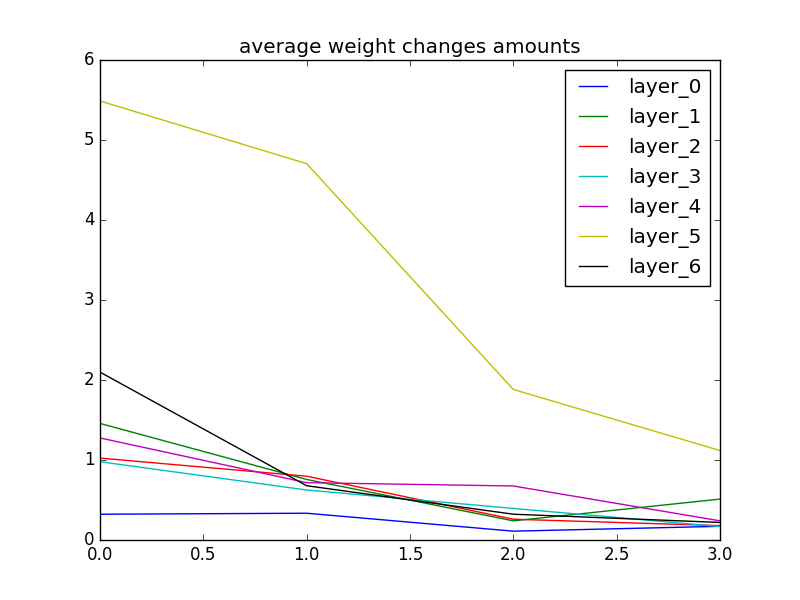 average weight changes amounts
6
5
4
3
2
1
0
0.0 0.5 1.0 1.5 2.0 2.5 3.0
layer_0
layer_1
layer_2
layer_3
layer_4
layer_5
layer_6